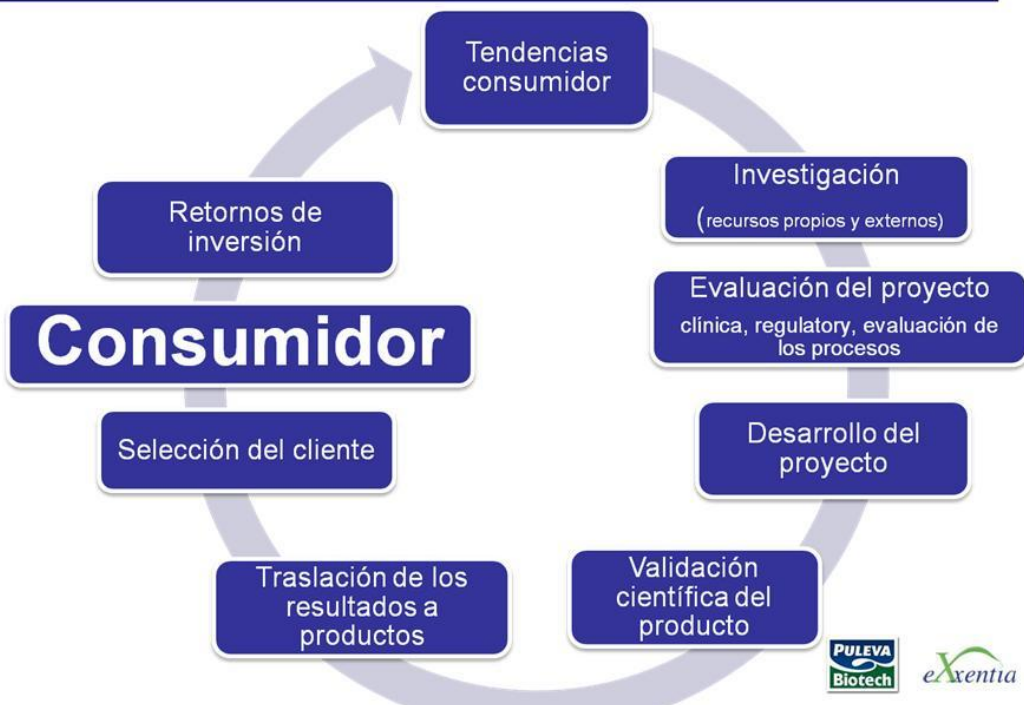 Tendencias
consumidor
Investigación
(recursos propios y externos)
Evaluación del proyecto
clínica, regulatory, evaluación de
los procesos
Desarrollo del
proyecto
Validación
científica del
producto
Traslación de los
resultados a
productos
Selección del cliente
Consumidor
Retornos de
inversión
PULEVA
Biotech
eXxentia